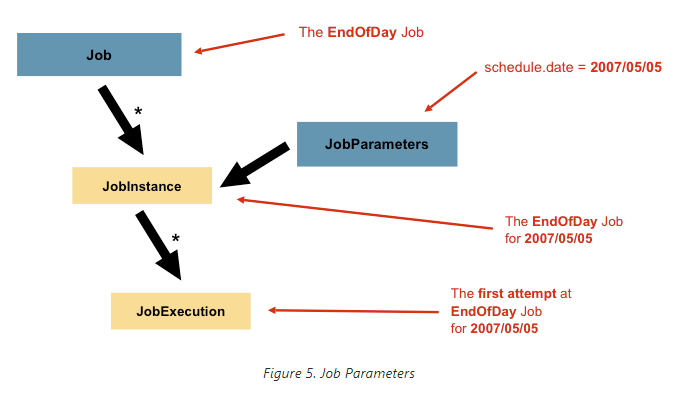 The EndOfDay Job
Job
schedule.date = 2007/05/05
*
JobParameters
JobInstance
The EndOfDay Job
for 2007/05/05
*
The first attempt at
EndOfDay Job
for 2007/05/05
JobExecution
Figure 5. Job Parameters